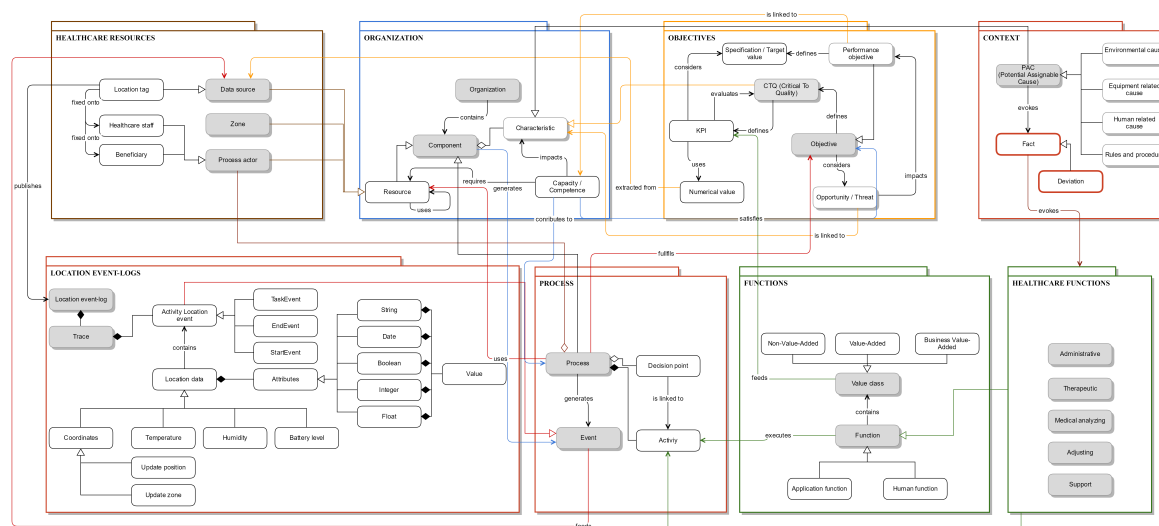 is linked to
HEALTHCARE RESOURCES
ORGANIZATION
OBJECTIVES
CONTEXT
Location tag
Data source
fixed onto
Healthcare staff
Zone
fixed onto
Beneficiary
Process actor
publishes
Organization
contains
Characteristic
Component
impacts
requires
Resource
generates
Capacity /
Competence
uses
conributes to
extracted from
Specification / Target
value
defines
Performance
objective
considers
evaluates
CTQ (Critical To
Quality)
KPI
defines
defines
Objective
uses
considers
Numerical value
Opportunity / Threat
impacts
satisfies
is linked to
PAC
(Potential Assignable
Cause)
Environmental cau
Equipment related
cause
evokes
Human related
cause
Fact
Rules and procedur
Deviation
evokes
fullfils
LOCATION EVENT-LOGS
PROCESS
FUNCTIONS
HEALTHCARE FUNCTIONS
Location event-log
Trace
Activity Location
event
TaskEvent
EndEvent
StartEvent
contains
Location data
Attributes
String
Date
Boolean
Integer
Float
Value
Coordinates
Temperature
Humidity
Battery level
Update position
Update zone
uses
Process
Decision point
generates
is linked to
Event
Activiy
feeds
Non-Value-Added
Value-Added
Business Value-
Added
feeds
Value class
contains
executes
Function
Application function
Human function
Administrative
Therapeutic
Medical analyzing
Adjusting
Support